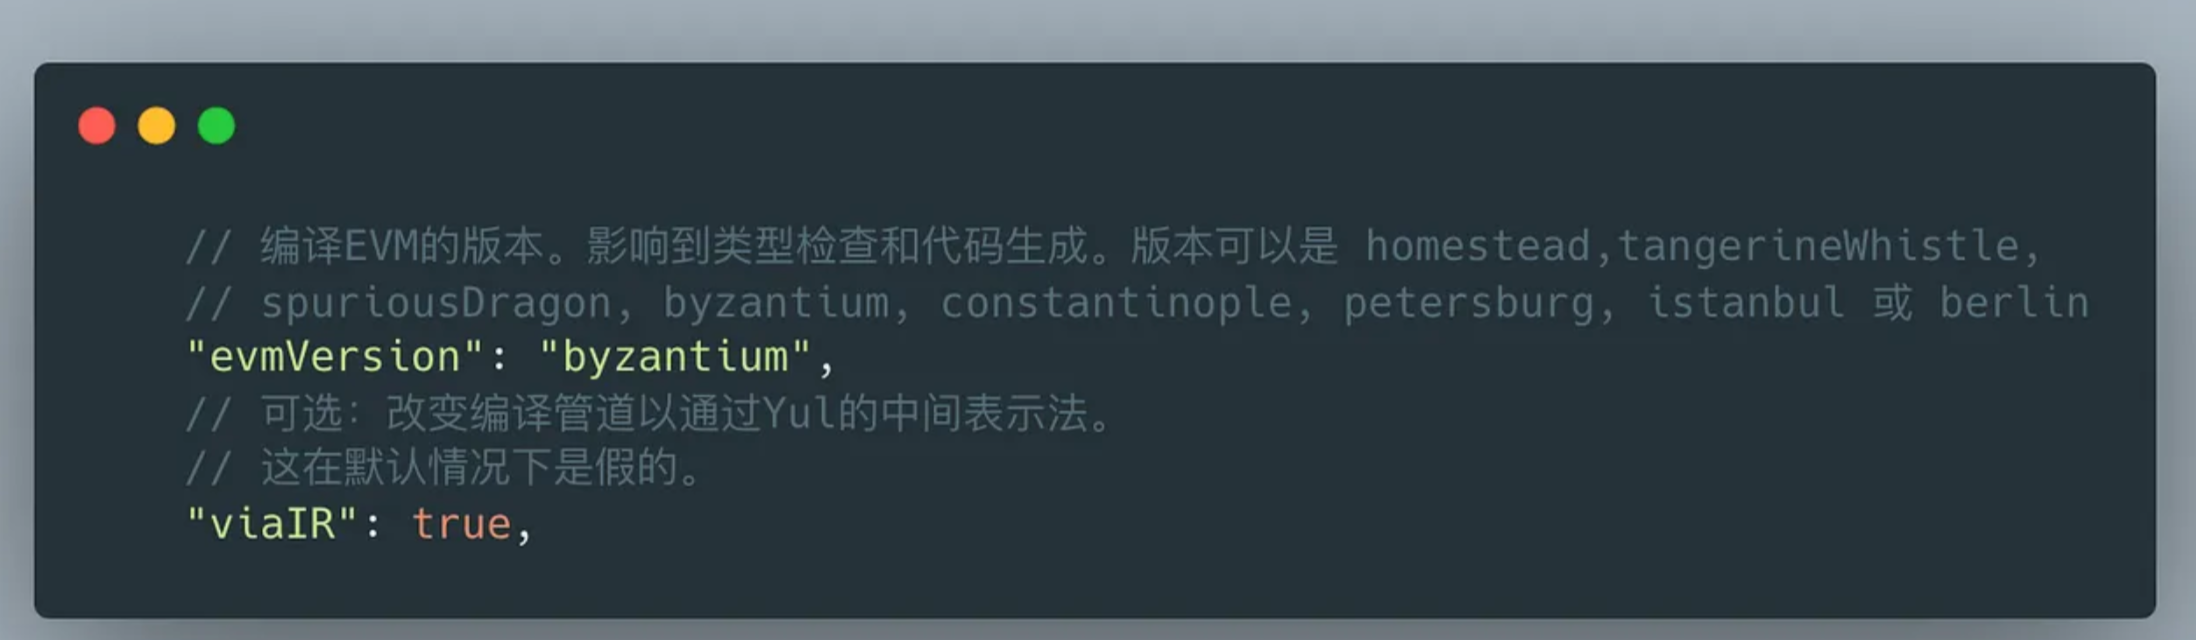 // 编译EVM的版本。影响到类型检查和代码生成。版本可以是 homestead,tangerineWhistle,
// spuriousDragon, byzantium, constantinople, petersburg, istanbul 或 berlin
"evmVersion": "byzantium",
// 可选: 改变编译管道以通过Yul的中间表示法。
// 这在默认情况下是假的。
"viaIR": true,